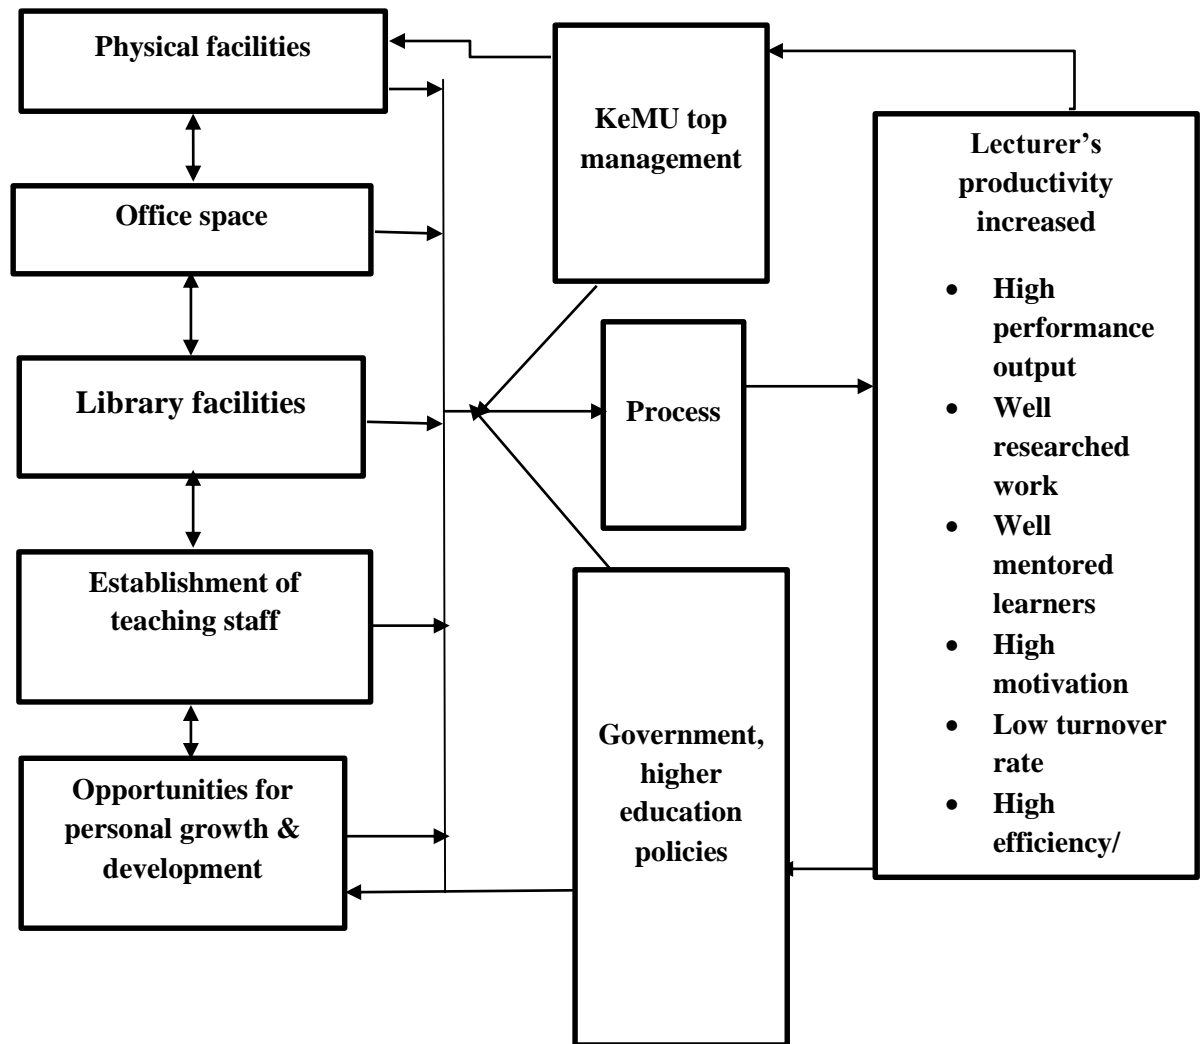 Physical facilities
Office space
Library facilities
Establishment of
teaching staff
Opportunities for
personal growth &
development
KeMU top
management
Process
Government,
higher
education
policies
Lecturer’s
productivity
increased
• High
performance
output
• Well
researched
work
• Well
mentored
learners
• High
motivation
• Low turnover
rate
• High
efficiency/